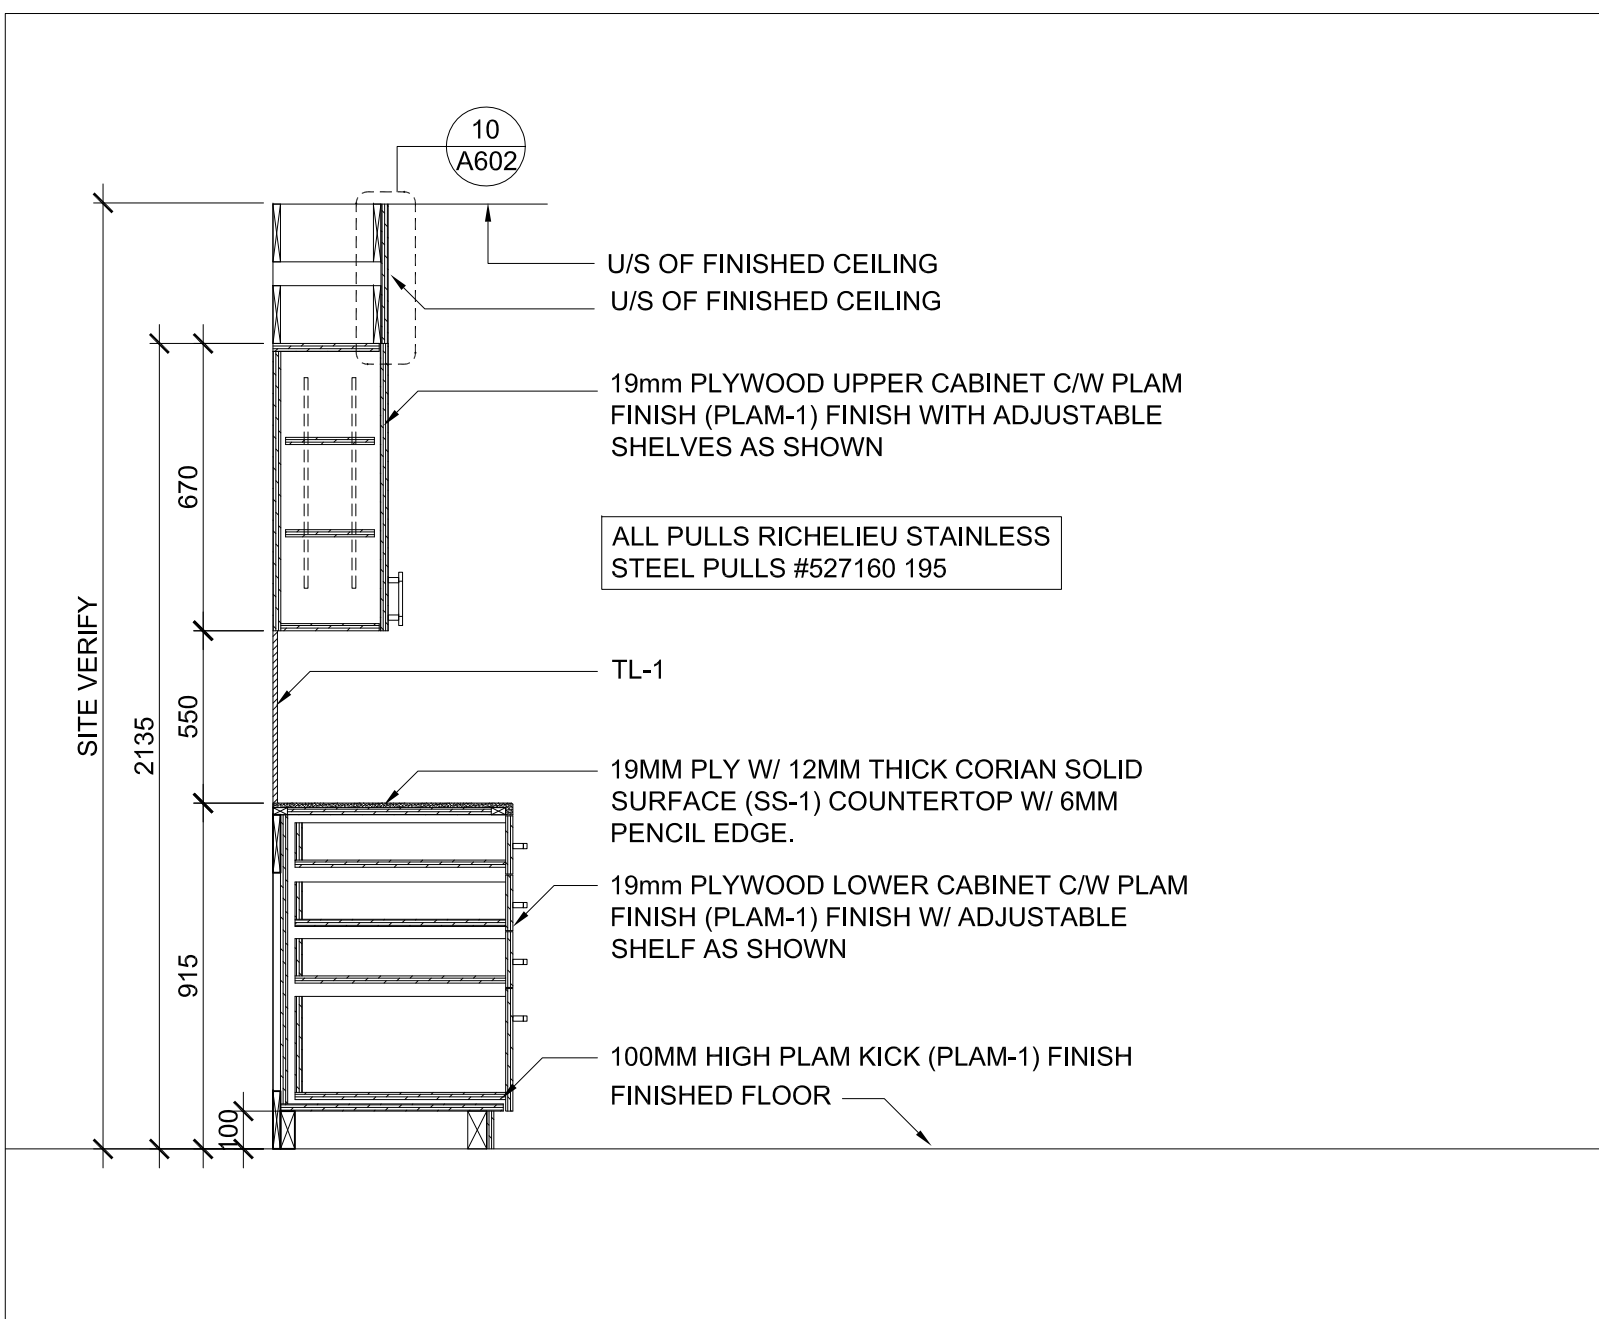 10
A602
U/S OF FINISHED CEILING
U/S OF FINISHED CEILING
19mm PLYWOOD UPPER CABINET C/W PLAM
FINISH (PLAM-1) FINISH WITH ADJUSTABLE
SHELVES AS SHOWN
670
ALL PULLS RICHELIEU STAINLESS
STEEL PULLS #527160 195
SITE VERIFY
TL-1
550
2135
19MM PLY W/ 12MM THICK CORIAN SOLID
SURFACE (SS-1) COUNTERTOP W/ 6MM
PENCIL EDGE.
19mm PLYWOOD LOWER CABINET C/W PLAM
FINISH (PLAM-1) FINISH W/ ADJUSTABLE
SHELF AS SHOWN
915
100MM HIGH PLAM KICK (PLAM-1) FINISH
FINISHED FLOOR
100